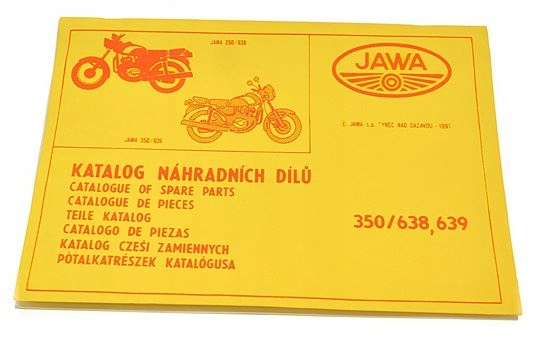 JAWA 350/638
JAWA
JAWA 350/639
JAWA s.p. TÝNEC NAD SÁZAVOU - 1991
KATALOG NÁHRADNÍCH DÍLŮ
CATALOGUE OF SPARE PARTS
CATALOGUE DE PIECES
TEILE KATALOG
CATALOGO DE PIEZAS
KATALOG CZEŚI ZAMIENNYCH
PÓTALKATRÉSZEK KATALÓGUSA
350/638, 639